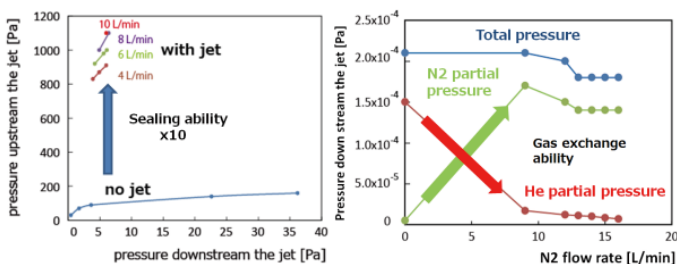 pressure upstream the jet [Pa]
1200
1000
800
600
400
200
0
10 L/min
8 L/min
6 L/min
4 L/min
with jet
Sealing ability
x10
no jet
0 5 10 15 20 25 30 35 40
pressure downstream the jet [Pa]
Pressure down stream the jet [Pa]
2.5x10⁻⁴
2.0x10⁻⁴
1.5x10⁻⁴
1.0x10⁻⁴
5.0x10⁻⁵
0
Total pressure
N2 partial
pressure
Gas exchange
ability
He partial pressure
0 5 10 15 20
N2 flow rate [L/min]